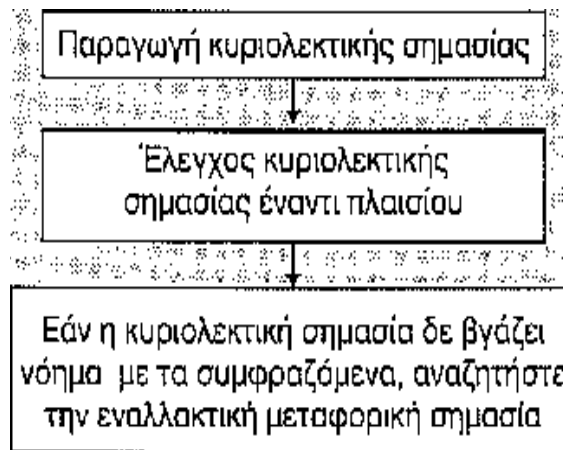 Παραγωγή κυριολεκτικής σημασίας
Έλεγχος κυριολεκτικής
σημασίας έναντι πλαισίου
Εάν η κυριολεκτική σημασία δε βγάζει
νόημα με τα συμφραζόμενα, αναζητήστε
την εναλλακτική μεταφορική σημασία